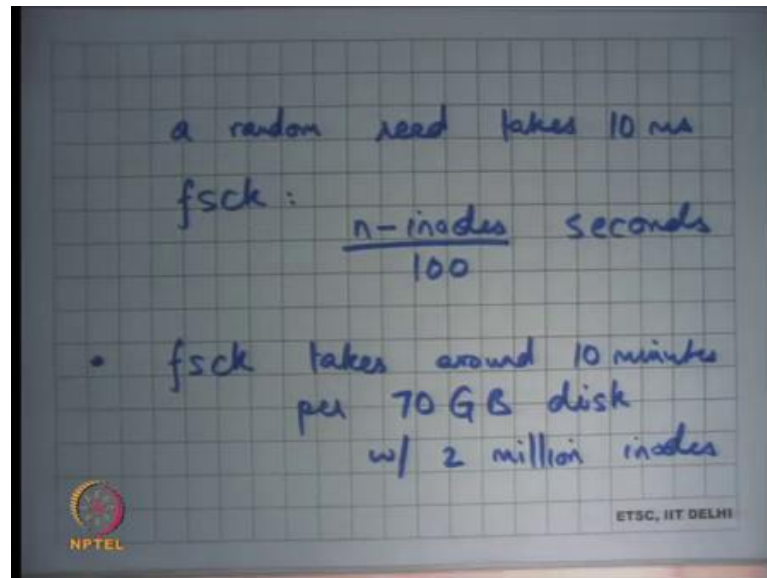 a random read takes 10 ms
fsck :
n-inodes seconds
100
• fsck takes around 10 minutes
per 70 GB disk
w/ 2 million inodes
NPTEL
ETSC, IIT DELHI